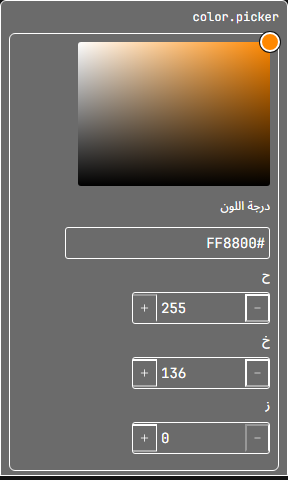 color.picker
درجة اللون
FF8800#
ح
+ 255 −
خ
+ 136 −
ز
+ 0 −